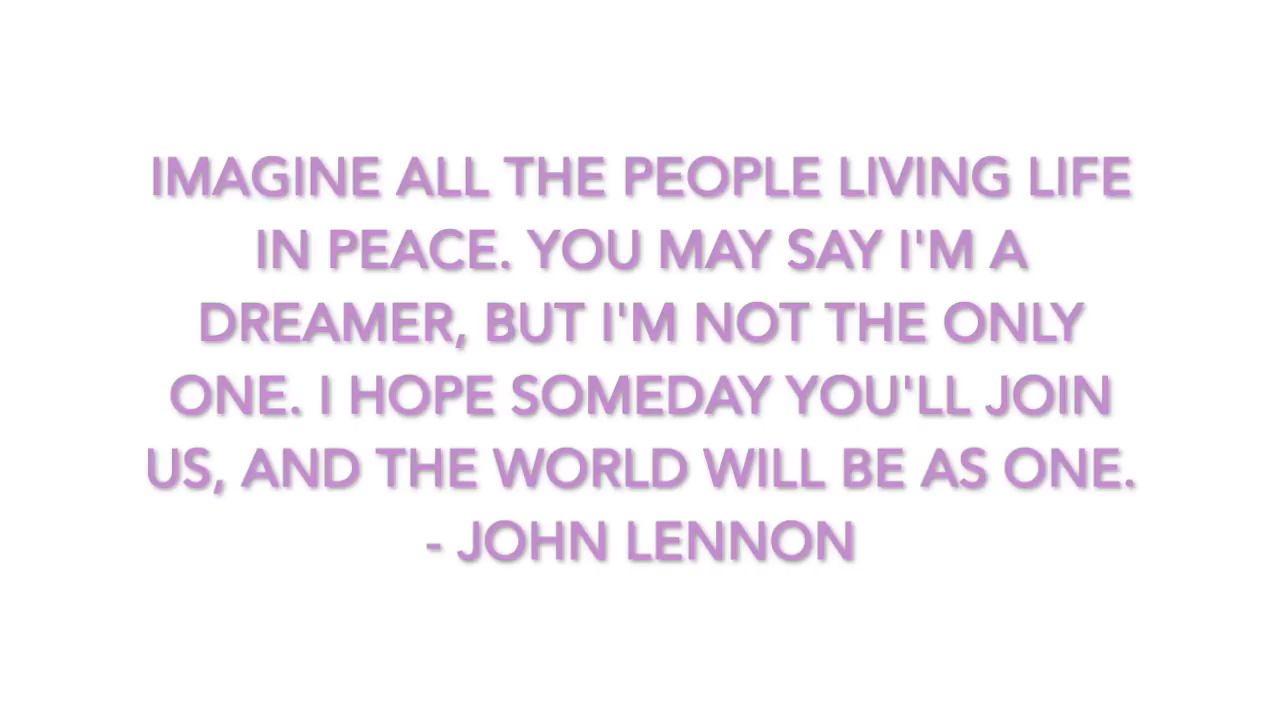 IMAGINE ALL THE PEOPLE LIVING LIFE
IN PEACE. YOU MAY SAY I'M A
DREAMER, BUT I'M NOT THE ONLY
ONE. I HOPE SOMEDAY YOU'LL JOIN
US, AND THE WORLD WILL BE AS ONE.
- JOHN LENNON